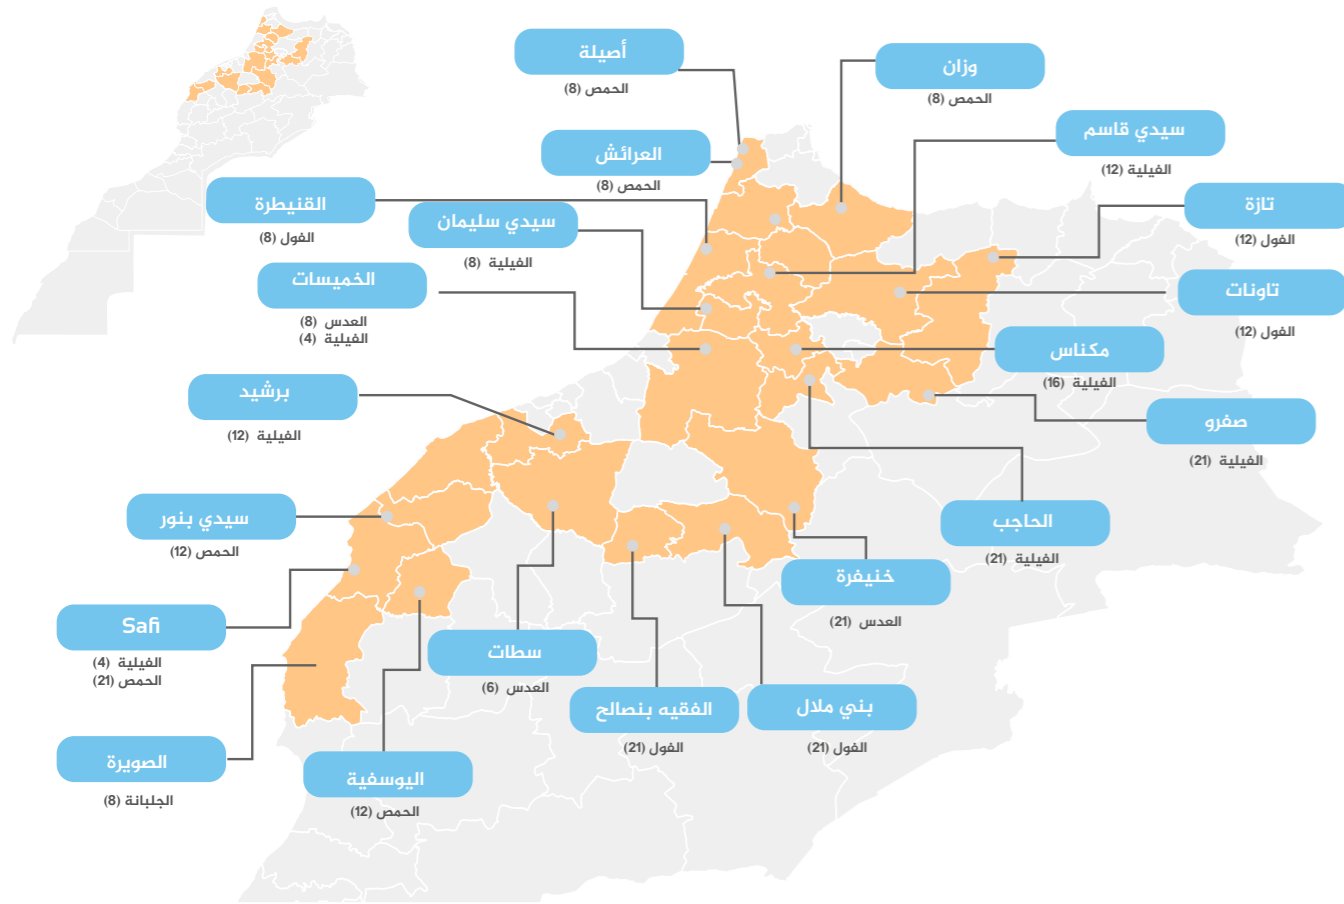 أصيلة
الحمص (8)
وزان
الحمص (8)
سيدي قاسم
الفيلية (12)
العرائش
الحمص (8)
القنيطرة
الفول (8)
سيدي سليمان
الفيلية (8)
تازة
الفول (12)
الخميسات
العدس (8)
الفيلية (4)
تاونات
الفول (12)
مكناس
الفيلية (16)
برشيد
الفيلية (12)
صفرو
الفيلية (21)
سيدي بنور
الحمص (12)
الحاجب
الفيلية (21)
خنيفرة
العدس (21)
Safi
الفيلية (4)
الحمص (21)
سطات
العدس (6)
الفقيه بنصالح
الفول (21)
بني ملال
الفول (21)
الصويرة
الجلبانة (8)
اليوسفية
الحمص (12)